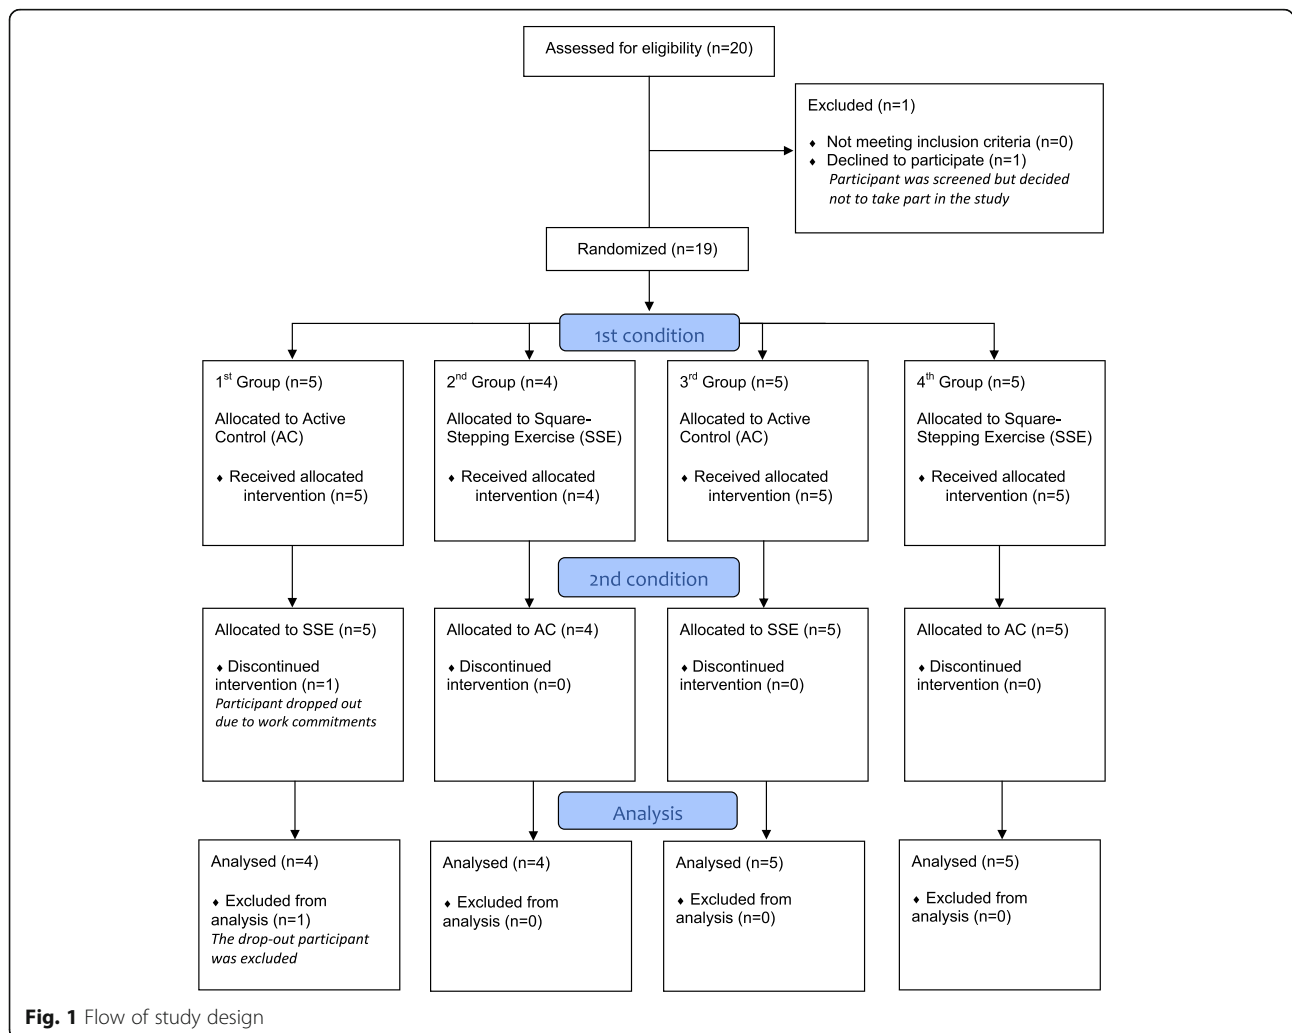 Assessed for eligibility (n=20)
Excluded (n=1)
♦ Not meeting inclusion criteria (n=0)
♦ Declined to participate (n=1)
Participant was screened but decided
not to take part in the study
Randomized (n=19)
1st condition
1st Group (n=5)
Allocated to Active
Control (AC)
♦ Received allocated
intervention (n=5)
2nd Group (n=4)
Allocated to Square-
Stepping Exercise (SSE)
♦ Received allocated
intervention (n=4)
3rd Group (n=5)
Allocated to Active
Control (AC)
♦ Received allocated
intervention (n=5)
4th Group (n=5)
Allocated to Square-
Stepping Exercise (SSE)
♦ Received allocated
intervention (n=5)
2nd condition
Allocated to SSE (n=5)
♦ Discontinued
intervention (n=1)
Participant dropped out
due to work commitments
Allocated to AC (n=4)
♦ Discontinued
intervention (n=0)
Allocated to SSE (n=5)
♦ Discontinued
intervention (n=0)
Allocated to AC (n=5)
♦ Discontinued
intervention (n=0)
Analysis
Analysed (n=4)
♦ Excluded from
analysis (n=1)
The drop-out participant
was excluded
Analysed (n=4)
♦ Excluded from
analysis (n=0)
Analysed (n=5)
♦ Excluded from
analysis (n=0)
Analysed (n=5)
♦ Excluded from
analysis (n=0)
Fig. 1 Flow of study design